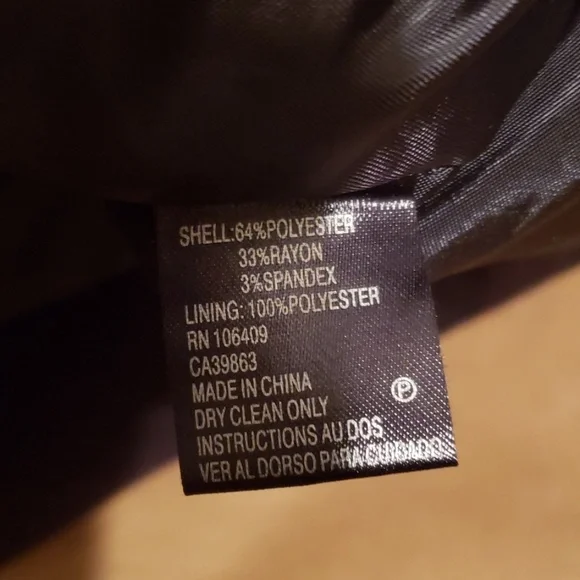 SHELL:64%POLYESTER
33%RAYON
3%SPANDEX
LINING: 100%POLYESTER
RN 106409
CA39863
MADE IN CHINA
DRY CLEAN ONLY
P
INSTRUCTIONS AU DOS
VER AL DORSO PARA CUIDADO